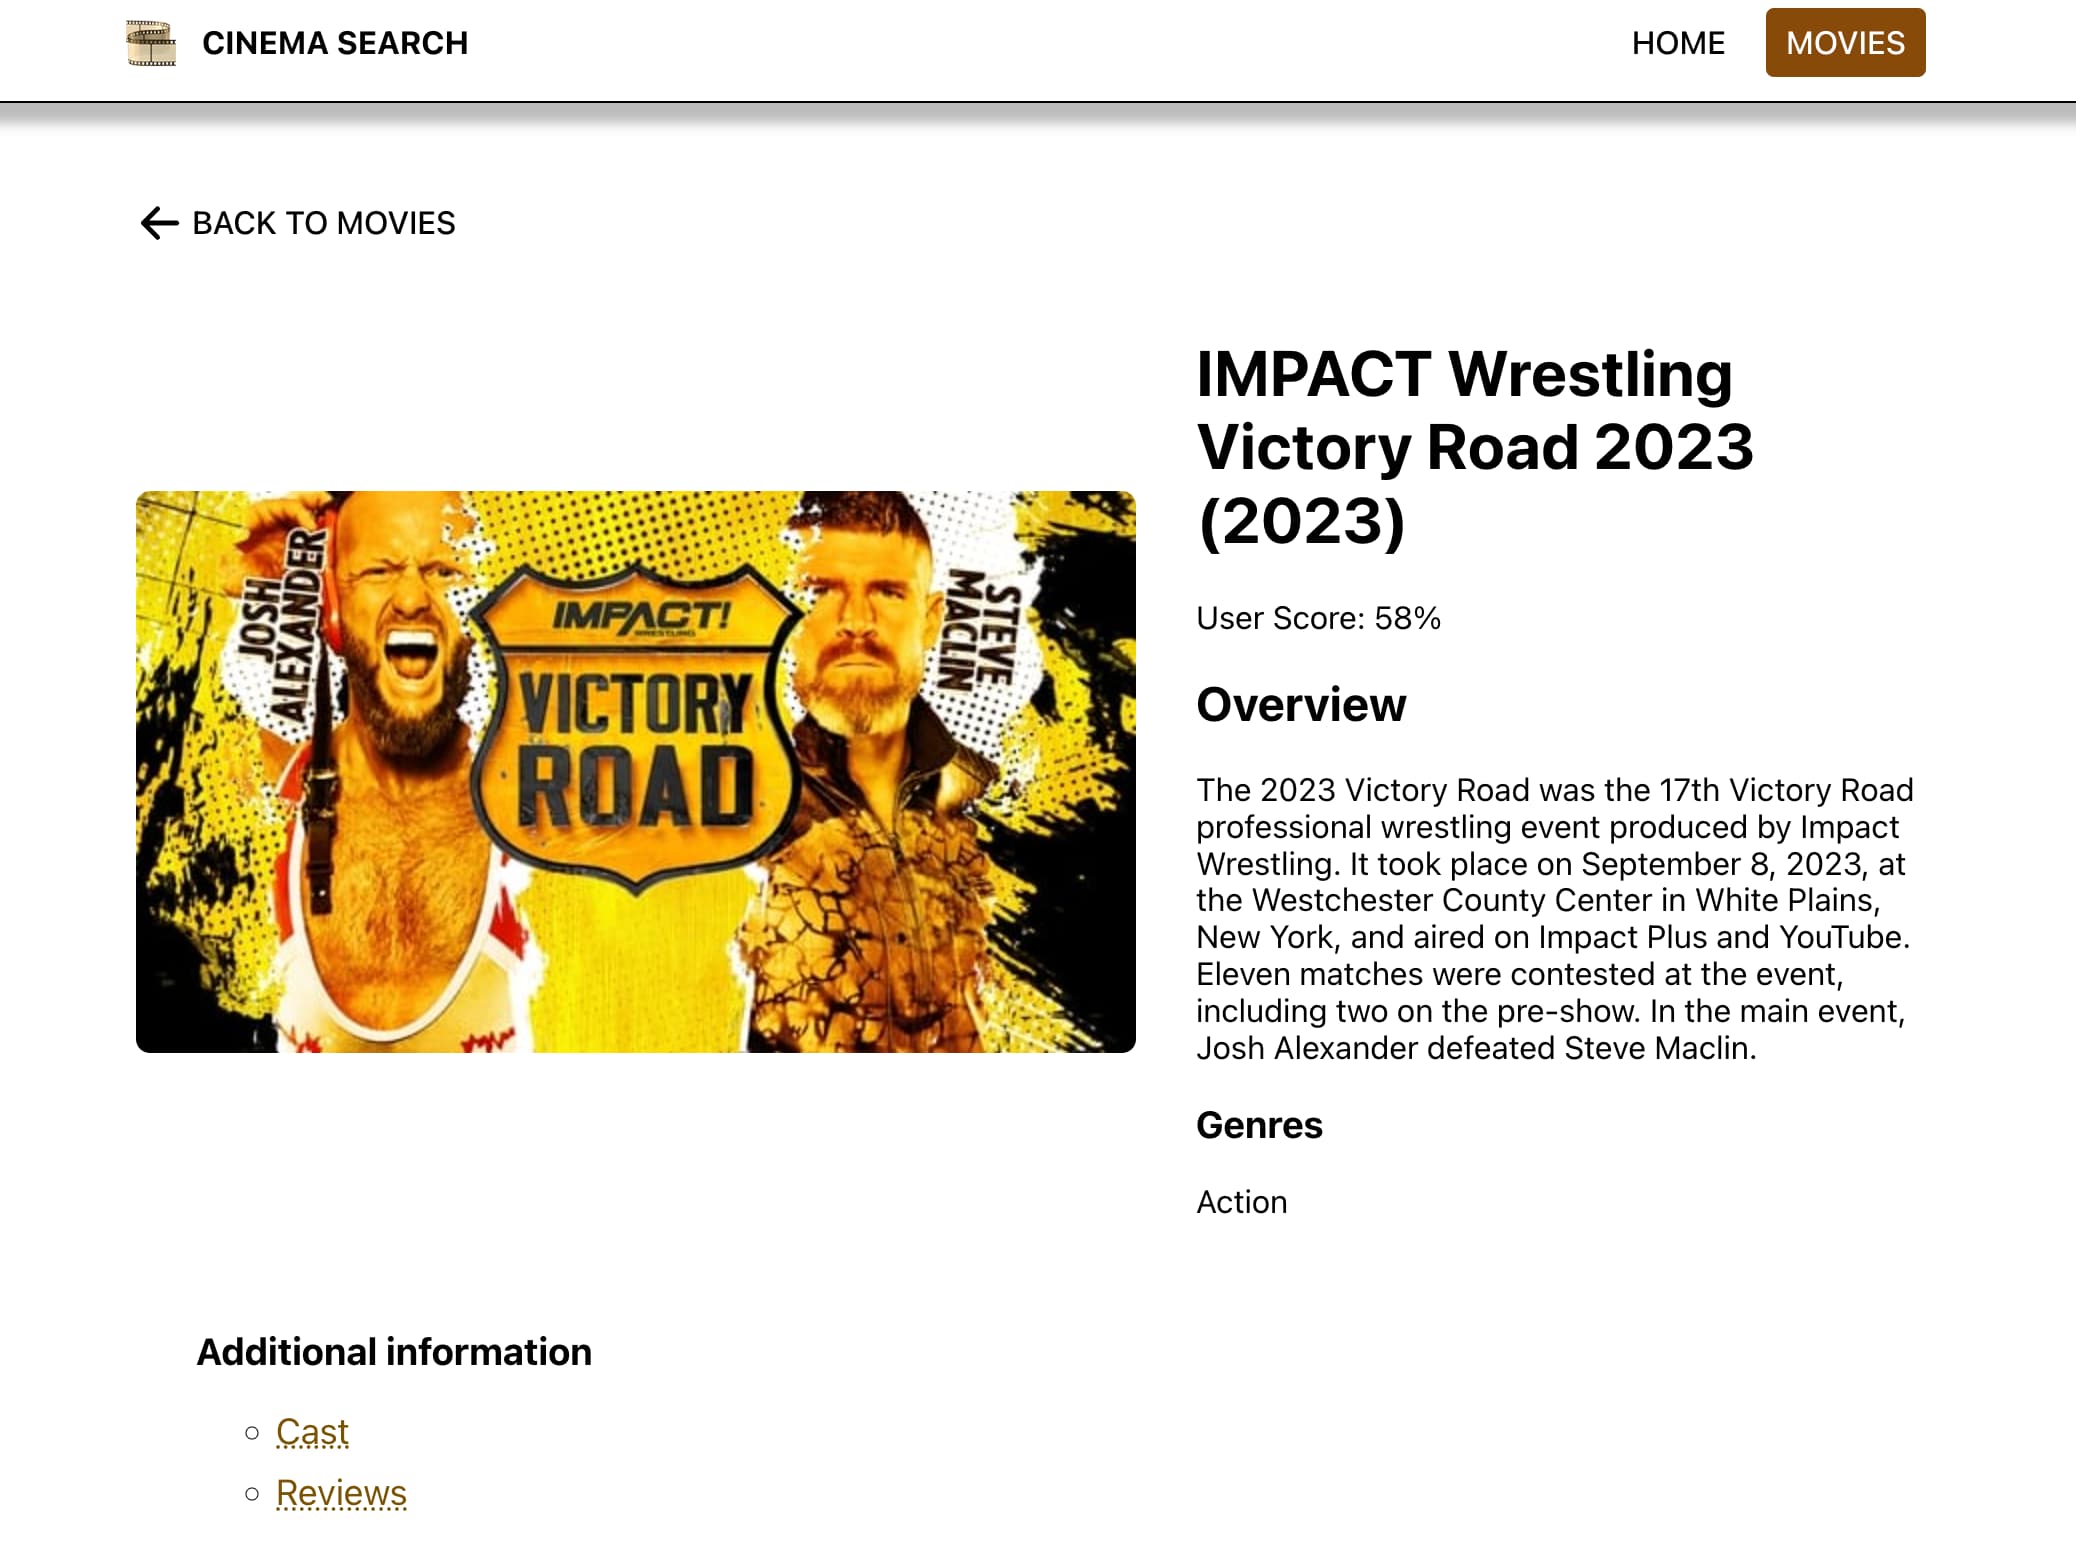 CINEMA SEARCH
HOME
MOVIES
BACK TO MOVIES
JOSH
ALEXANDER
IMPACT!
WRESTLING
VICTORY
ROAD
STEVE
MACLIN
IMPACT Wrestling
Victory Road 2023
(2023)
User Score: 58%
Overview
The 2023 Victory Road was the 17th Victory Road
professional wrestling event produced by Impact
Wrestling. It took place on September 8, 2023, at
the Westchester County Center in White Plains,
New York, and aired on Impact Plus and YouTube.
Eleven matches were contested at the event,
including two on the pre-show. In the main event,
Josh Alexander defeated Steve Maclin.
Genres
Action
Additional information
Cast
Reviews